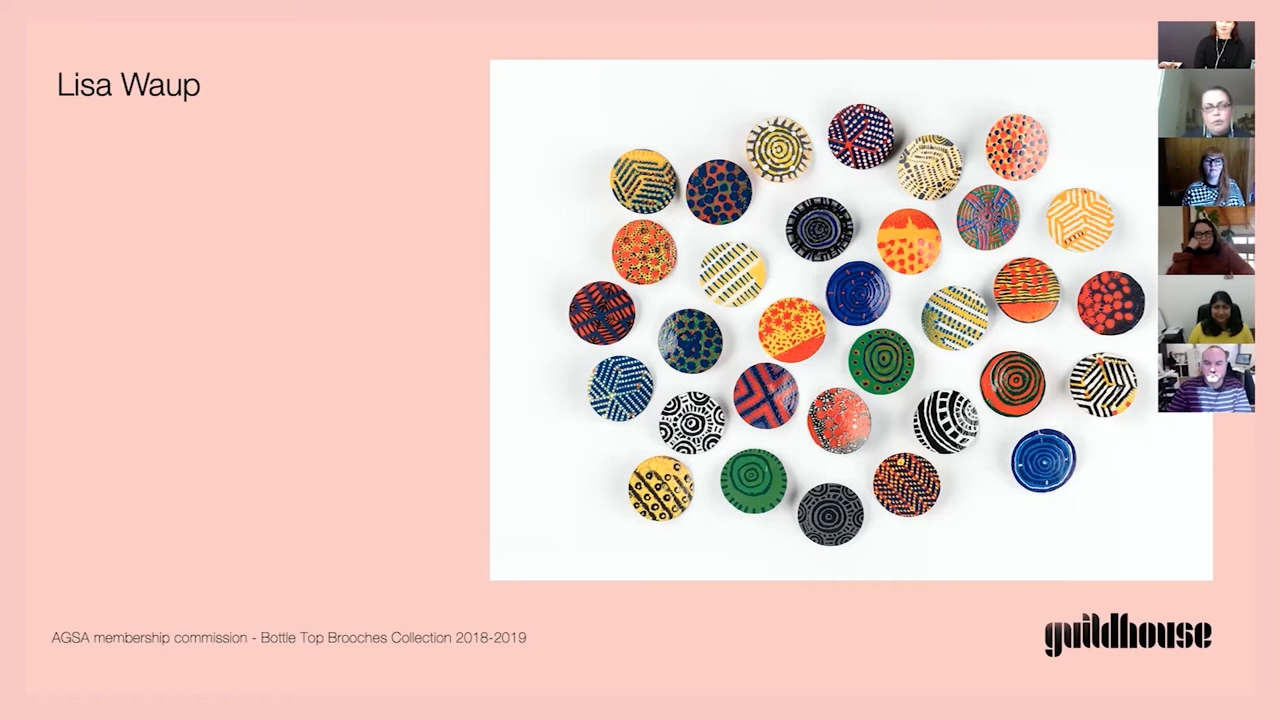 Lisa Waup
AGSA membership commission - Bottle Top Brooches Collection 2018-2019
guildhouse